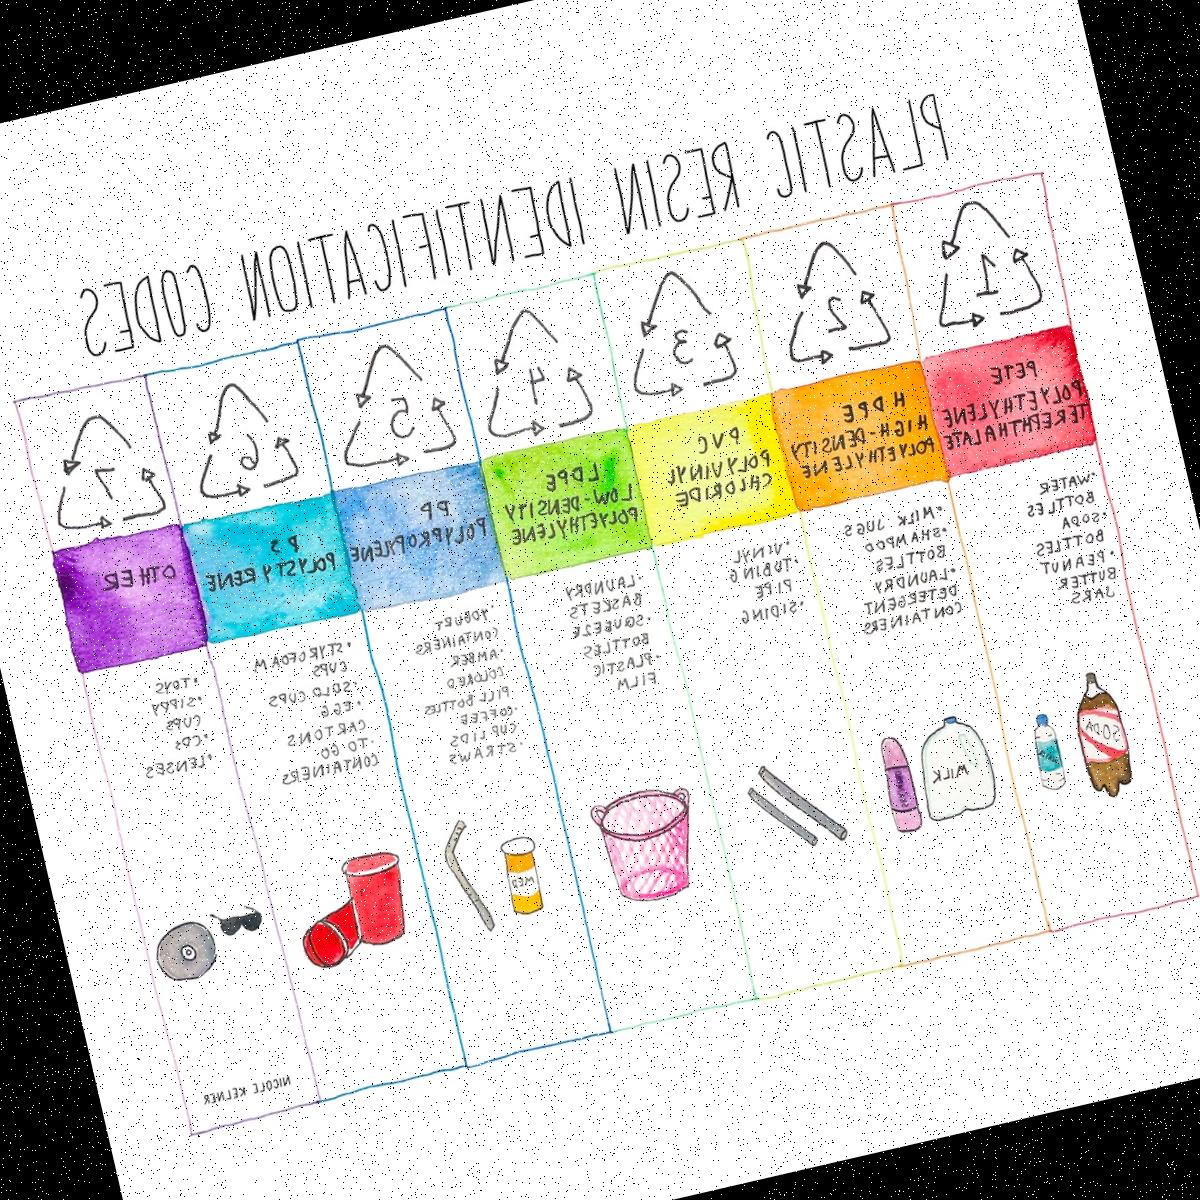 PLASTIC RESIN IDENTIFICATION CODES
1
PETE
POLYETHYLENE
TEREHTHALATE
•WATER
BOTTLES
•SODA
BOTTLES
•PEANUT
BUTTER
JARS
SODA
2
HDPE
HIGH-DENSITY
POLYETHYLENE
•MILK JUGS
•SHAMPOO
BOTTLES
•LAUNDRY
DETERGENT
CONTAINERS
MILK
3
PVC
POLYVINYL
CHLORIDE
•VINYL
•TUBING
PIPE
•SIDING
4
LDPE
LOW-DENSITY
POLYETHYLENE
•LAUNDRY
BASKETS
•SQUEEZE
BOTTLES
•PLASTIC
FILM
5
PP
POLYPROPYLENE
•YOGURT
CONTAINERS
•AMBER
COLORED
PILL BOTTLES
•COFFEE
CUP LIDS
•STRAWS
MED
6
PS
POLYSTYRENE
•STYROFOAM
CUPS
•SOLO CUPS
•EGG
CARTONS
•TO GO
CONTAINERS
7
OTHER
•TOYS
•SIPPY
CUPS
•CDs
•LENSES
NICOLE KELNER